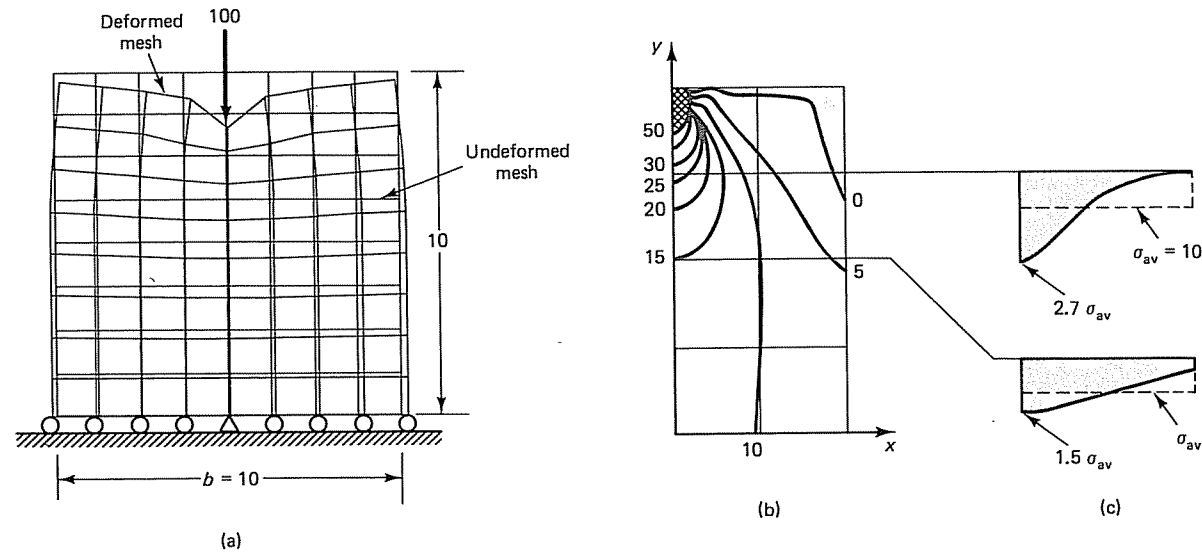 100
Deformed
mesh
Undeformed
mesh
10
b = 10
(a)
y
50
30
25
20
15
0
5
10
x
(b)
σav = 10
2.7 σav
σav
1.5 σav
(c)